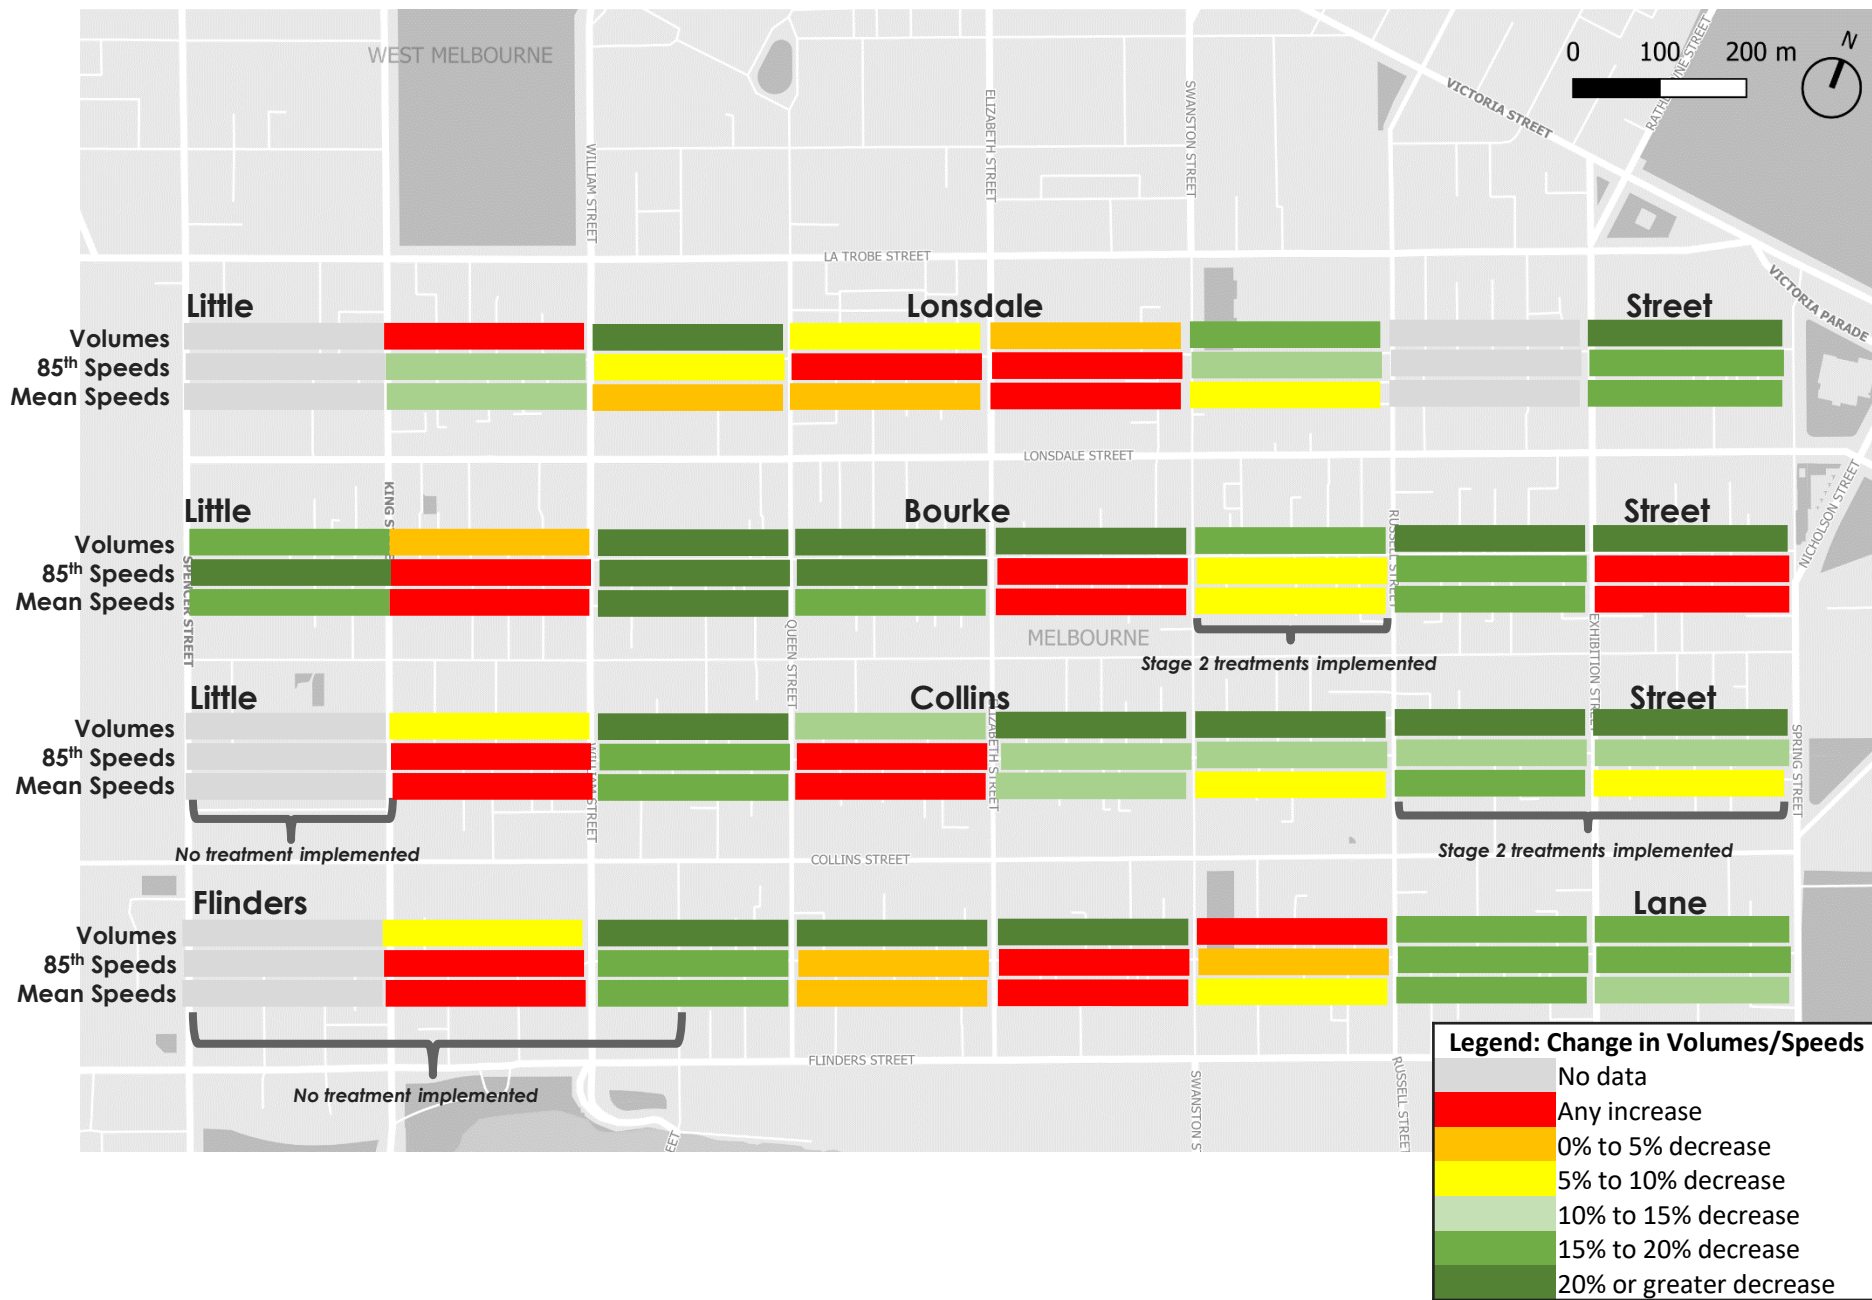 WEST MELBOURNE
0 100 200 m
N
VICTORIA STREET
ELIZABETH STREET
SWANSTON STREET
WILLIAM STREET
LA TROBE STREET
VICTORIA PARADE
Little Lonsdale Street
Volumes
85th Speeds
Mean Speeds
LONSDALE STREET
Little Bourke Street
Volumes
85th Speeds
Mean Speeds
SPENCER STREET
QUEEN STREET
RUSSELL STREET
EXHIBITION STREET
NICHOLSON STREET
MELBOURNE
Stage 2 treatments implemented
Little Collins Street
Volumes
85th Speeds
Mean Speeds
SPRING STREET
No treatment implemented
COLLINS STREET
Stage 2 treatments implemented
Flinders Lane
Volumes
85th Speeds
Mean Speeds
FLINDERS STREET
No treatment implemented
SWANSTON S
RUSSELL STREET
Legend: Change in Volumes/Speeds
No data
Any increase
0% to 5% decrease
5% to 10% decrease
10% to 15% decrease
15% to 20% decrease
20% or greater decrease